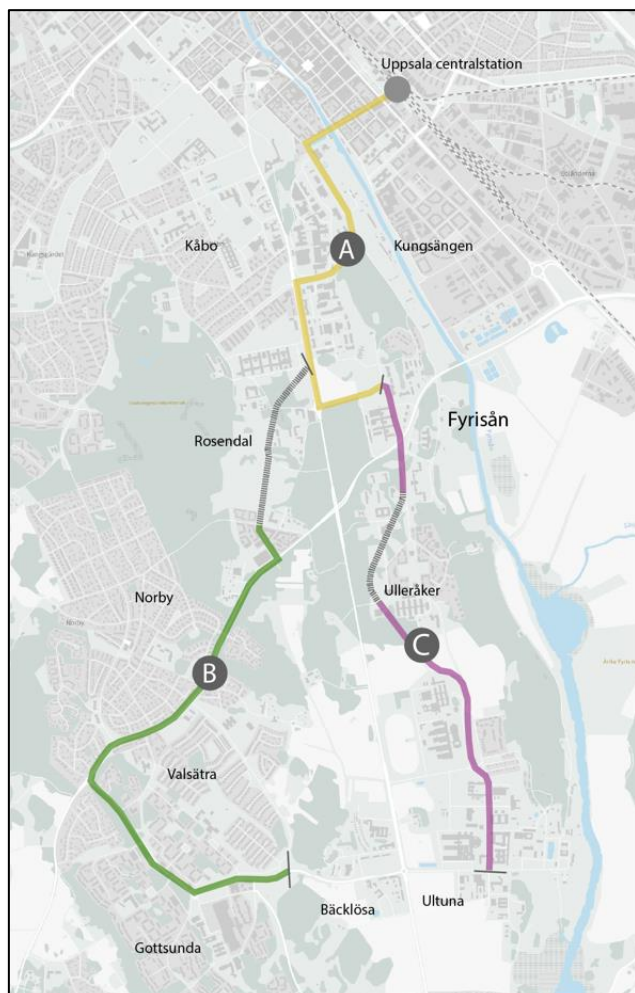 Uppsala centralstation
Kåbo
A
Kungsängen
Rosendal
Fyrisån
Norby
Ulleråker
C
B
Valsätra
Bäcklösa
Ultuna
Gottsunda